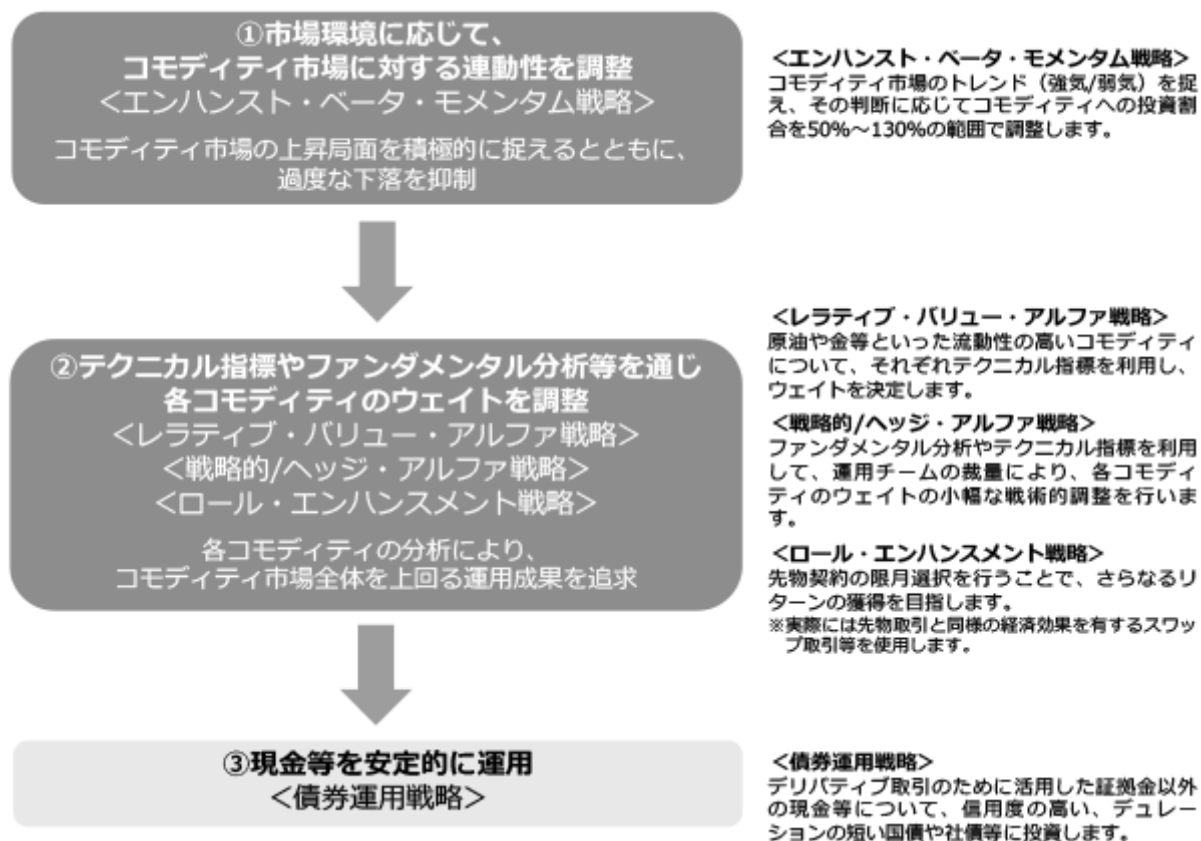 ①市場環境に応じて、
コモディティ市場に対する連動性を調整
<エンハンスト・ベータ・モメンタム戦略>
コモディティ市場の上昇局面を積極的に捉えるとともに、
過度な下落を抑制
<エンハンスト・ベータ・モメンタム戦略>
コモディティ市場のトレンド（強気/弱気）を捉
え、その判断に応じてコモディティへの投資割
合を50%～130%の範囲で調整します。
②テクニカル指標やファンダメンタル分析等を通じ
各コモディティのウェイトを調整
<レラティブ・バリュー・アルファ戦略>
<戦略的/ヘッジ・アルファ戦略>
<ロール・エンハンスメント戦略>
各コモディティの分析により、
コモディティ市場全体を上回る運用成果を追求
<レラティブ・バリュー・アルファ戦略>
原油や金等といった流動性の高いコモディティ
について、それぞれテクニカル指標を利用し、
ウェイトを決定します。
<戦略的/ヘッジ・アルファ戦略>
ファンダメンタル分析やテクニカル指標を利用
して、運用チームの裁量により、各コモディ
ティのウェイトの小幅な戦術的調整を行いま
す。
<ロール・エンハンスメント戦略>
先物契約の限月選択を行うことで、さらなるリ
ターンの獲得を目指します。
※実際には先物取引と同様の経済効果を有するスワッ
プ取引等を使用します。
③現金等を安定的に運用
<債券運用戦略>
<債券運用戦略>
デリバティブ取引のために活用した証拠金以外
の現金等について、信用度の高い、デュレー
ションの短い国債や社債等に投資します。